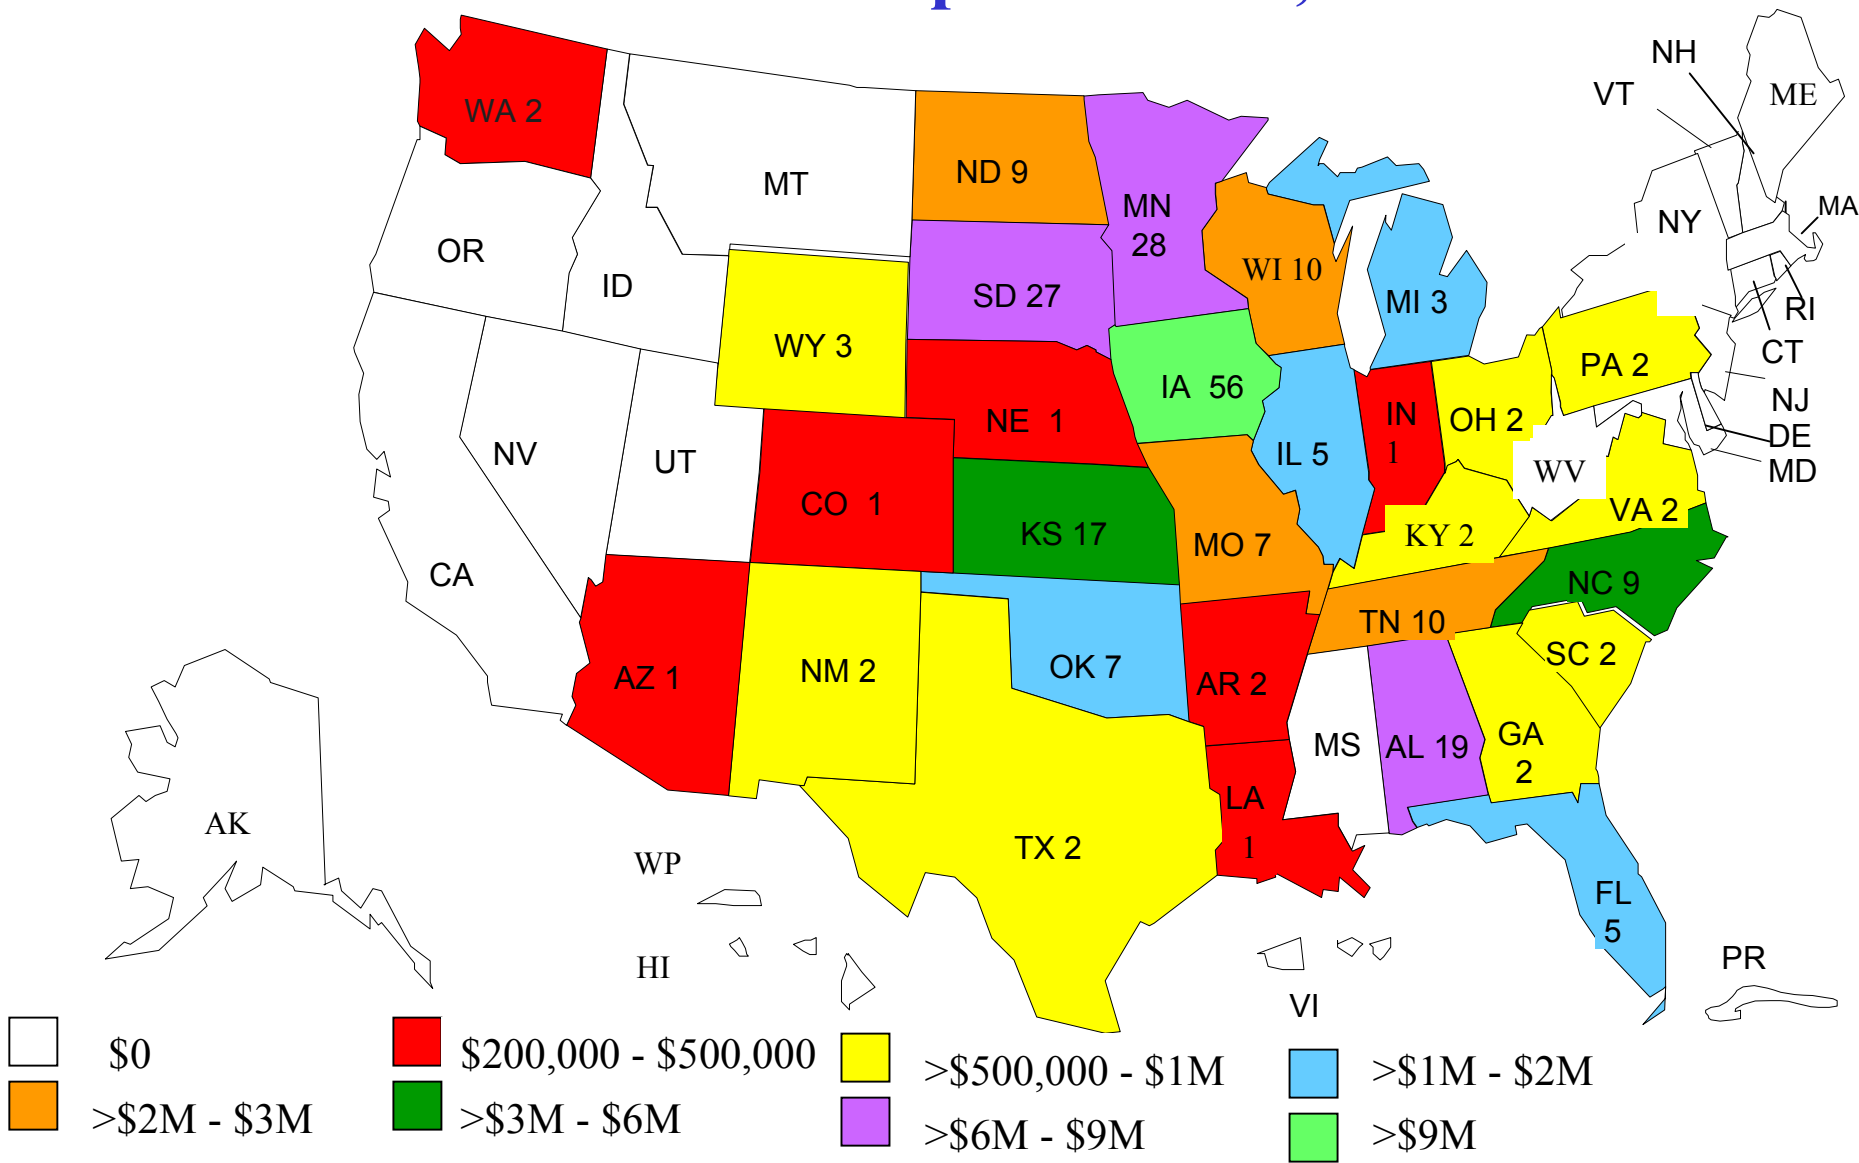 WA 2
MT
ND 9
MN
28
OR
ID
SD 27
WI 10
MI 3
NH
VT
ME
MA
NY
RI
CT
NJ
DE
MD
WY 3
IA 56
PA 2
NE 1
IN
1
OH 2
NV
UT
IL 5
WV
CO 1
KS 17
MO 7
KY 2
VA 2
CA
NC 9
TN 10
AZ 1
NM 2
OK 7
AR 2
SC 2
MS
AL 19
GA
2
LA
1
TX 2
AK
WP
HI
FL
5
VI
PR
$0
$200,000 - $500,000
>$500,000 - $1M
>$1M - $2M
>$2M - $3M
>$3M - $6M
>$6M - $9M
>$9M